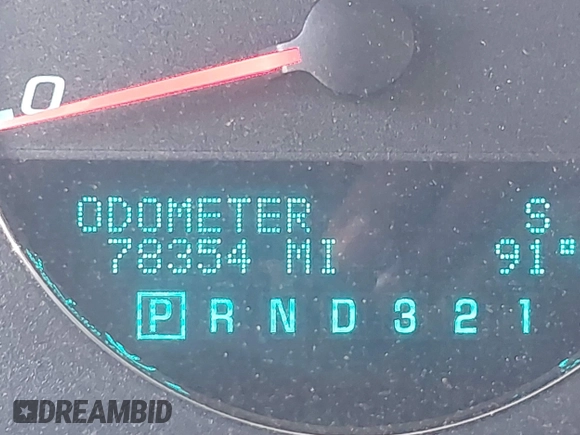 0
ODOMETER S
78354 MI 91°
P R N D 3 2 1
DREAMBID